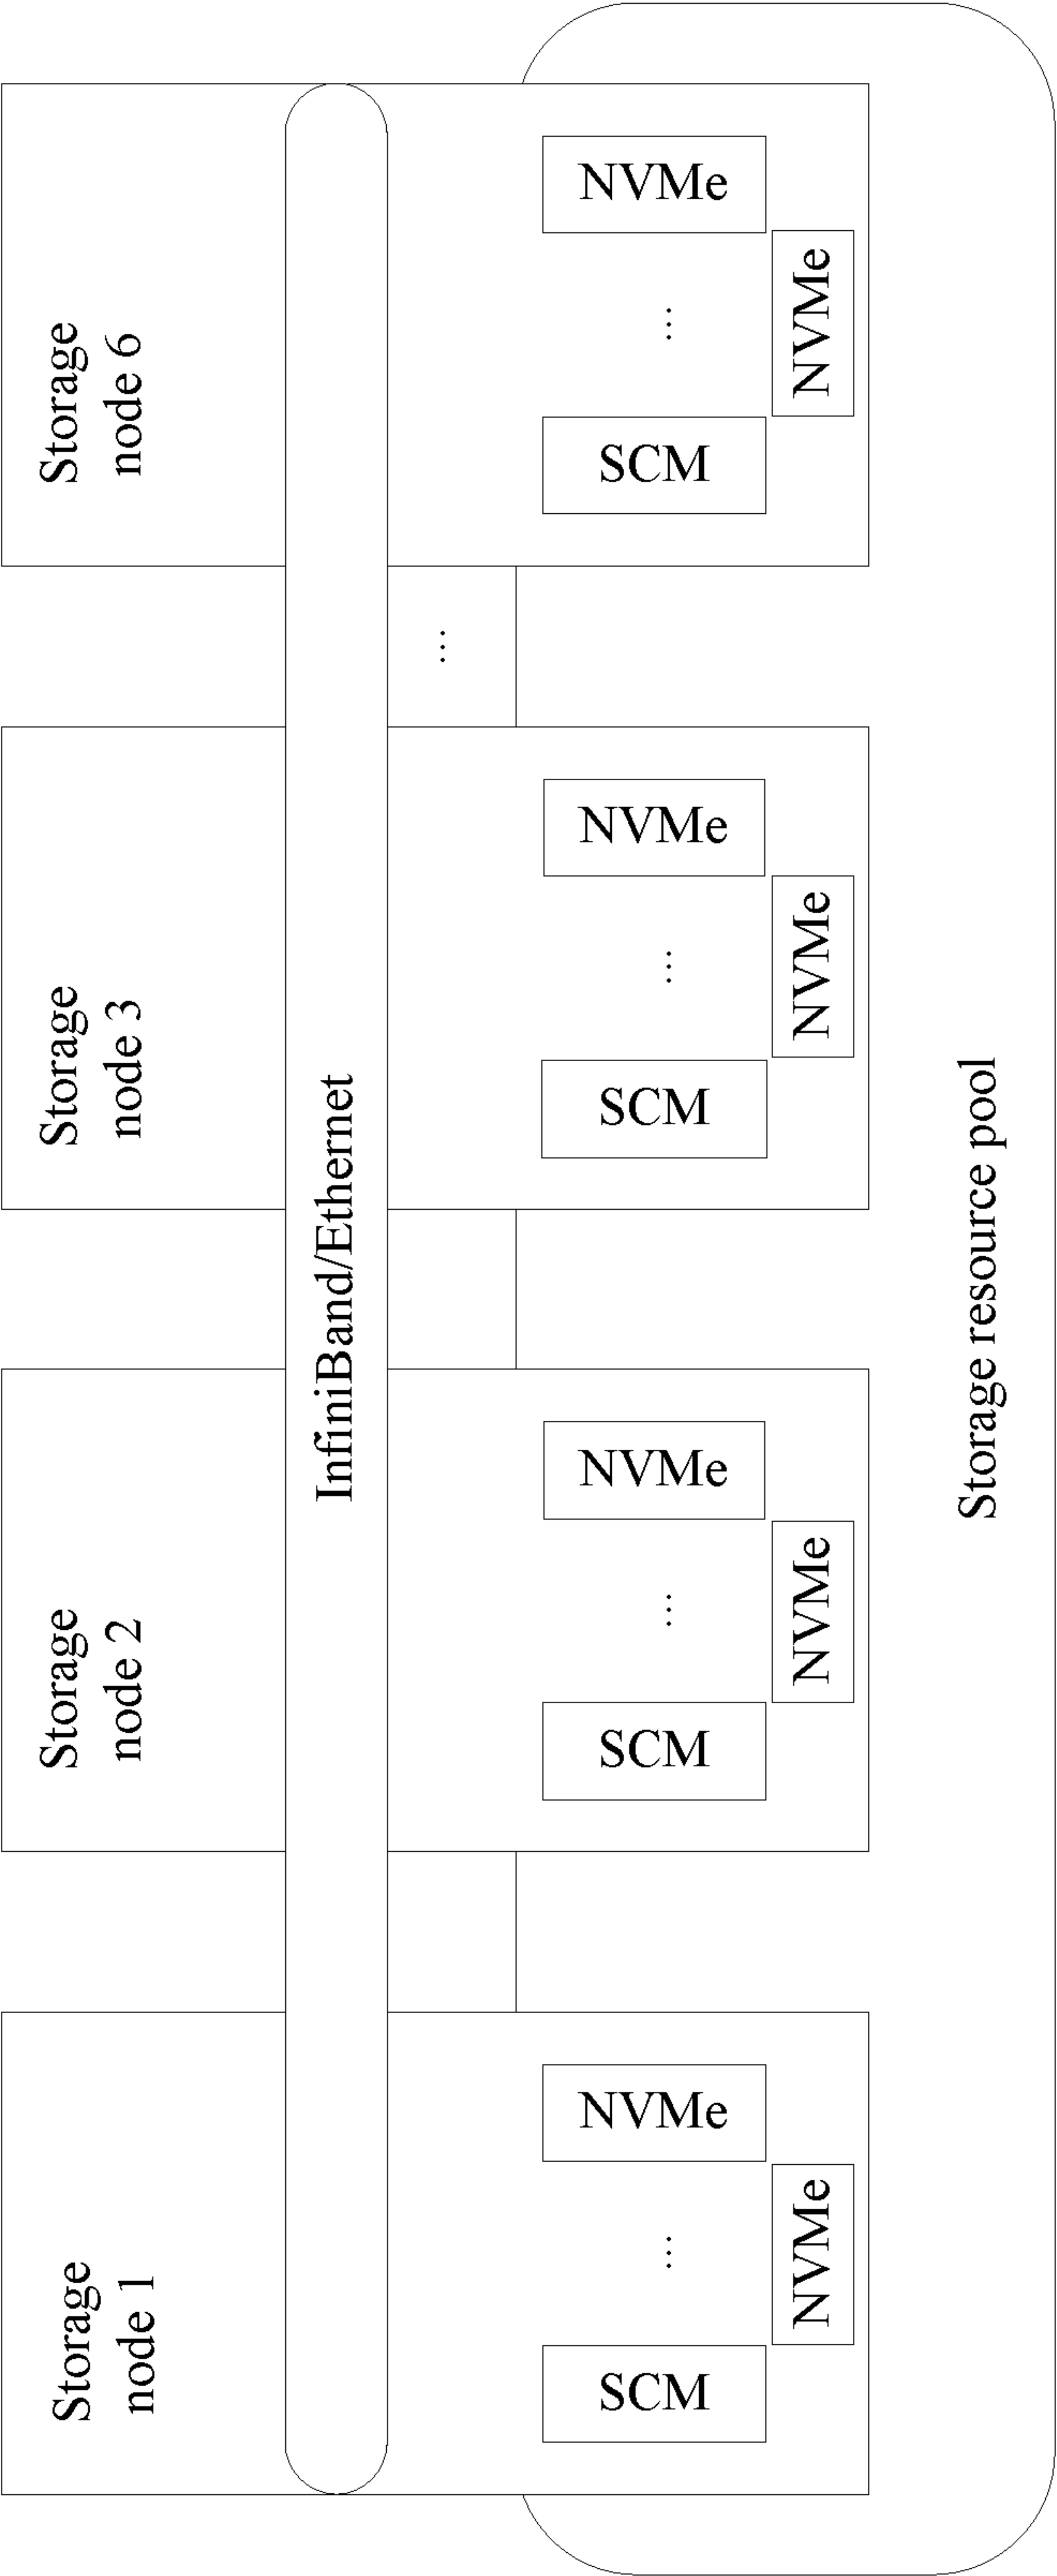 Storage
node 1
Storage
node 2
Storage
node 3
Storage
node 6
InfiniBand/Ethernet
...
SCM
...
NVMe
NVMe
SCM
...
NVMe
NVMe
SCM
...
NVMe
NVMe
SCM
...
NVMe
NVMe
Storage resource pool